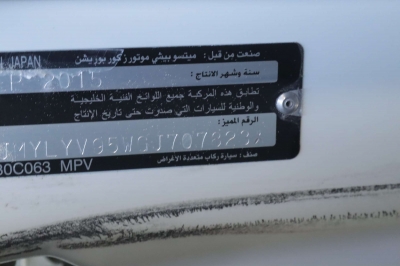 JAPAN
صنعت من قبل: ميتسوبيشي موتورز كوربوريشن
سنة وشهر الانتاج:
2015
تطابق هذه المركبة جميع اللوائح الفنية الخليجية
والوطنية للسيارات التي صدرت حتى تاريخ الإنتاج
الرقم المميز:
صنف: سيارة ركاب متعددة الأغراض
30C063 MPV